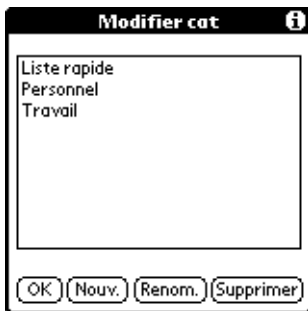 Modifier cat
Liste rapide
Personnel
Travail
OK Nouv. Renom. Supprimer